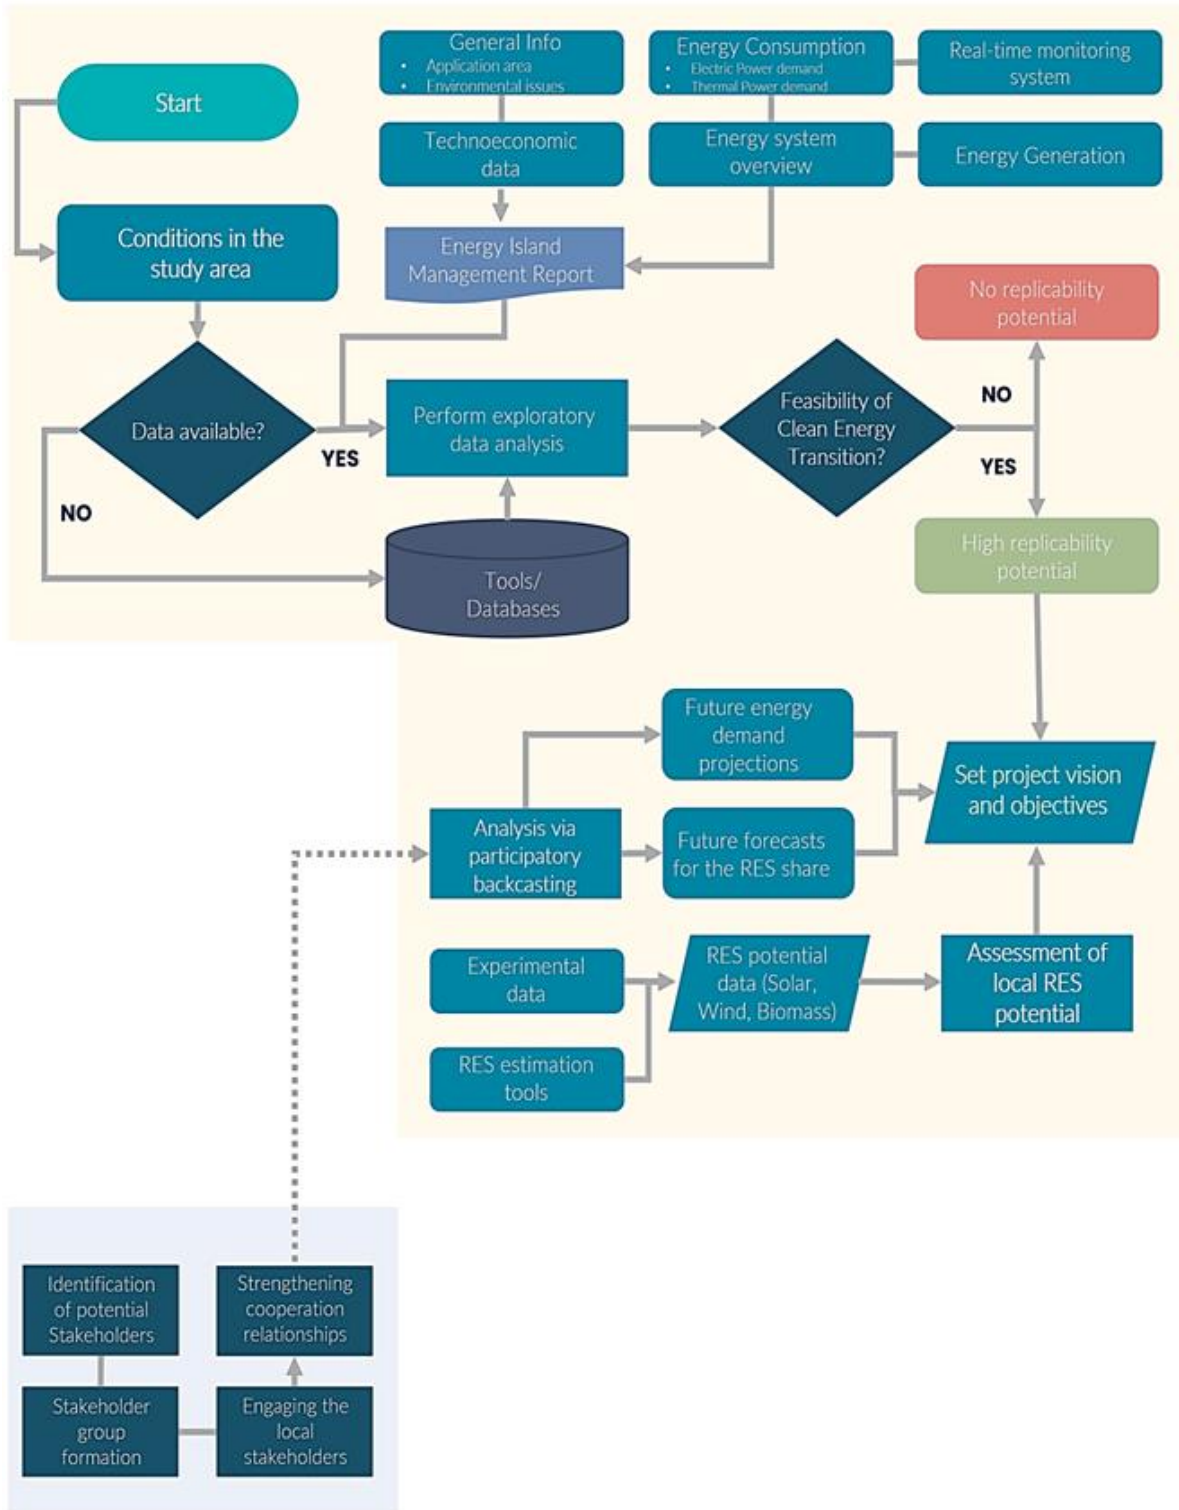 General Info
• Application area
• Environmental issues
Energy Consumption
• Electric Power demand
• Thermal Power demand
Real-time monitoring
system
Start
Technoeconomic
data
Energy system
overview
Energy Generation
Conditions in the
study area
Energy Island
Management Report
No replicability
potential
Data available?
YES
NO
Perform exploratory
data analysis
Feasibility of
Clean Energy
Transition?
NO
YES
High replicability
potential
Tools/
Databases
Future energy
demand
projections
Set project vision
and objectives
Analysis via
participatory
backcasting
Future forecasts
for the RES share
Experimental
data
RES potential
data (Solar,
Wind, Biomass)
Assessment of
local RES
potential
RES estimation
tools
Identification
of potential
Stakeholders
Strengthening
cooperation
relationships
Stakeholder
group
formation
Engaging the
local
stakeholders